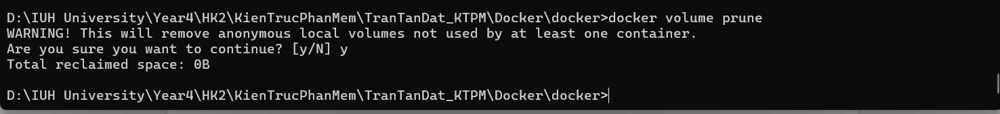 D:\IUH University\Year4\HK2\KienTrucPhanMem\TranTanDat_KTPM\Docker\docker>docker volume prune
WARNING! This will remove anonymous local volumes not used by at least one container.
Are you sure you want to continue? [y/N] y
Total reclaimed space: 0B
D:\IUH University\Year4\HK2\KienTrucPhanMem\TranTanDat_KTPM\Docker\docker>